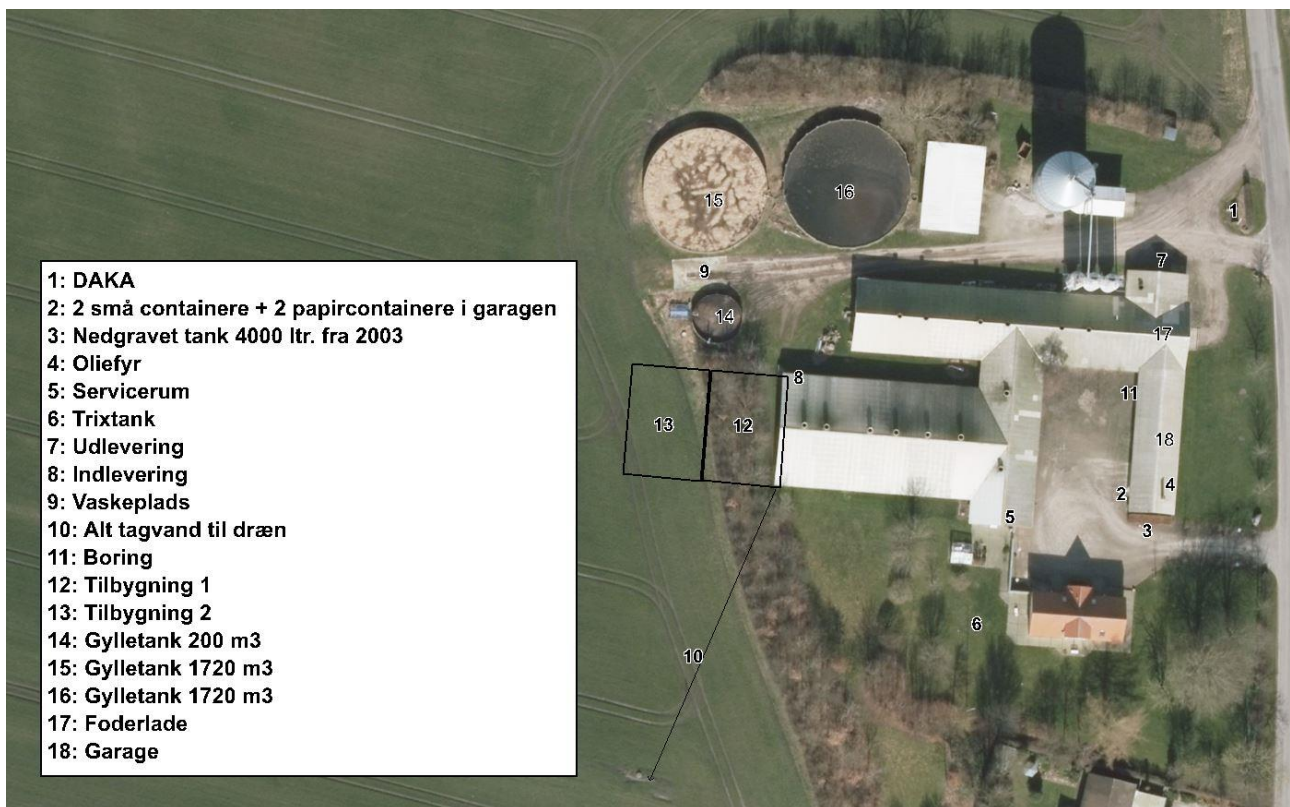 1: DAKA
2: 2 små containere + 2 papircontainere i garagen
3: Nedgravet tank 4000 ltr. fra 2003
4: Oliefyr
5: Servicerum
6: Trixtank
7: Udlevering
8: Indlevering
9: Vaskeplads
10: Alt tagvand til dræn
11: Boring
12: Tilbygning 1
13: Tilbygning 2
14: Gylletank 200 m3
15: Gylletank 1720 m3
16: Gylletank 1720 m3
17: Foderlade
18: Garage
15
16
1
9
7
14
17
8
11
13
12
18
2
4
5
3
6
10